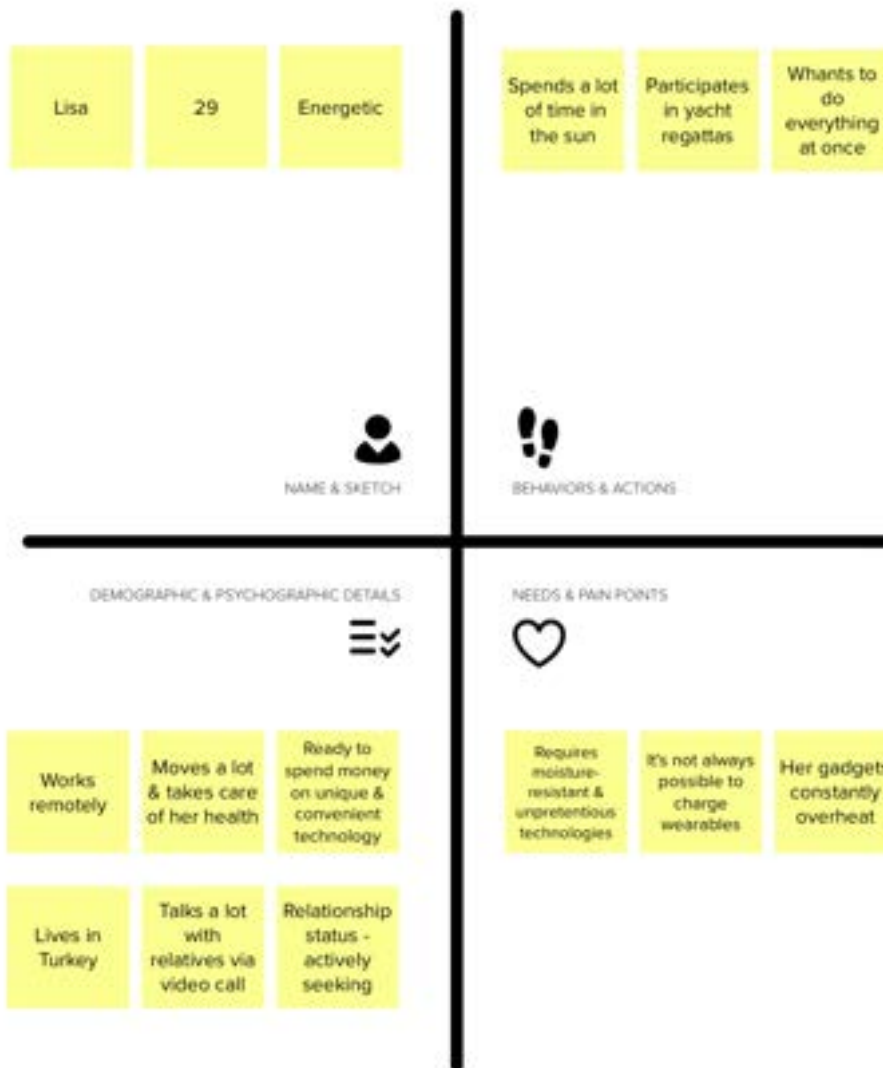 Lisa
29
Energetic
NAME & SKETCH
Spends a lot
of time in
the sun
Participates
in yacht
regattas
Whants to
do
everything
at once
BEHAVIORS & ACTIONS
DEMOGRAPHIC & PSYCHOGRAPHIC DETAILS
Works
remotely
Moves a lot
& takes care
of her health
Ready to
spend money
on unique &
convenient
technology
Lives in
Turkey
Talks a lot
with
relatives via
video call
Relationship
status -
actively
seeking
NEEDS & PAIN POINTS
Requires
moisture-
resistant &
unpretentious
technologies
It's not always
possible to
charge
wearables
Her gadgets
constantly
overheat